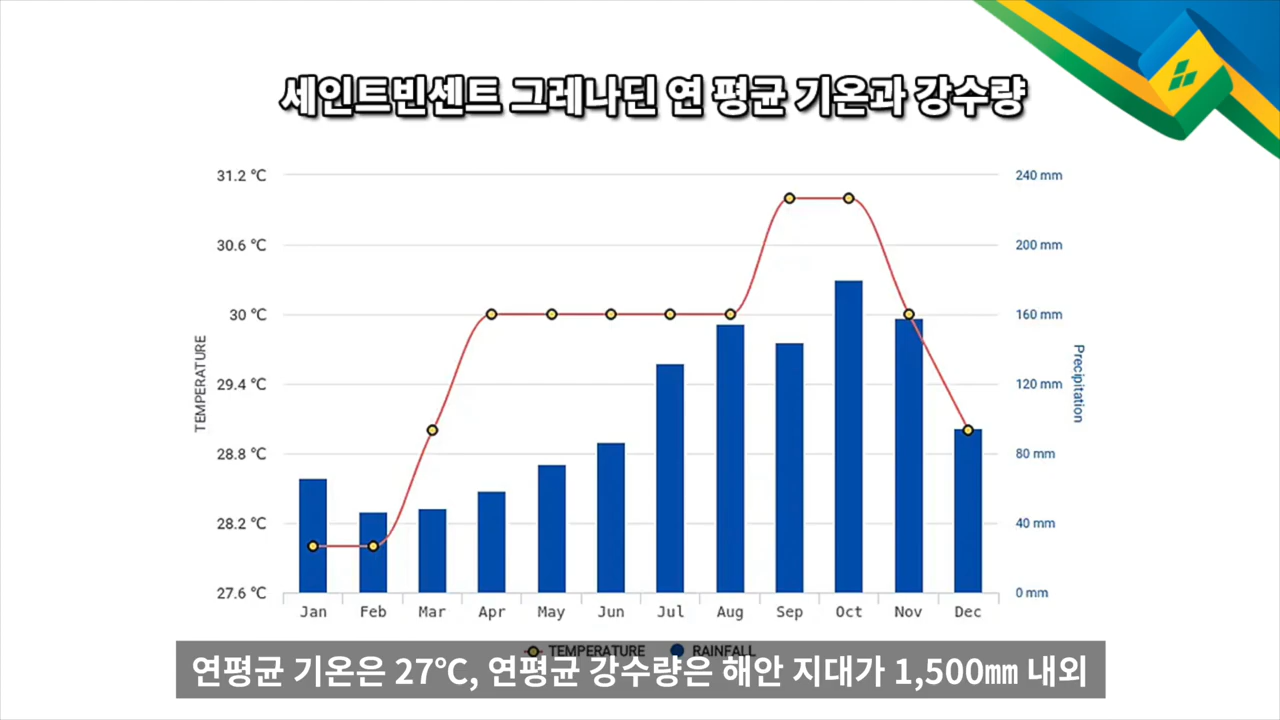 세인트빈센트 그레나딘 연 평균 기온과 강수량
31.2 °C
30.6 °C
30 °C
29.4 °C
28.8 °C
28.2 °C
27.6 °C
TEMPERATURE
240 mm
200 mm
160 mm
120 mm
80 mm
40 mm
0 mm
Precipitation
Jan Feb Mar Apr May Jun Jul Aug Sep Oct Nov Dec
TEMPERATURE RAINFALL
연평균 기온은 27℃, 연평균 강수량은 해안 지대가 1,500㎜ 내외